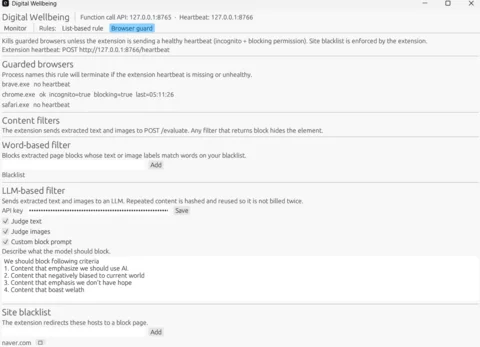 Digital Wellbeing
Digital Wellbeing Function call API: 127.0.0.1:8765 · Heartbeat: 127.0.0.1:8766
Monitor Rules: List-based rule Browser guard
Kills guarded browsers unless the extension is sending a healthy heartbeat (incognito + blocking permission). Site blacklist is enforced by the extension.
Extension heartbeat: POST http://127.0.0.1:8766/heartbeat
Guarded browsers
Process names this rule will terminate if the extension heartbeat is missing or unhealthy.
brave.exe no heartbeat
chrome.exe ok incognito=true blocking=true last=05:11:26
safari.exe no heartbeat
Content filters
The extension sends extracted text and images to POST /evaluate. Any filter that returns block hides the element.
Word-based filter
Blocks extracted page blocks whose text or image labels match words on your blacklist.
Add
Blacklist
LLM-based filter
Sends extracted text and images to an LLM. Repeated content is hashed and reused so it is not billed twice.
API key Save
Judge text
Judge images
Custom block prompt
Describe what the model should block.
We should block following criteria
1. Content that emphasize we should use AI.
2. Content that negatively biased to current world
3. Content that emphasis we don't have hope
4. Content that boast welath
Site blacklist
The extension redirects these hosts to a block page.
Add
naver.com